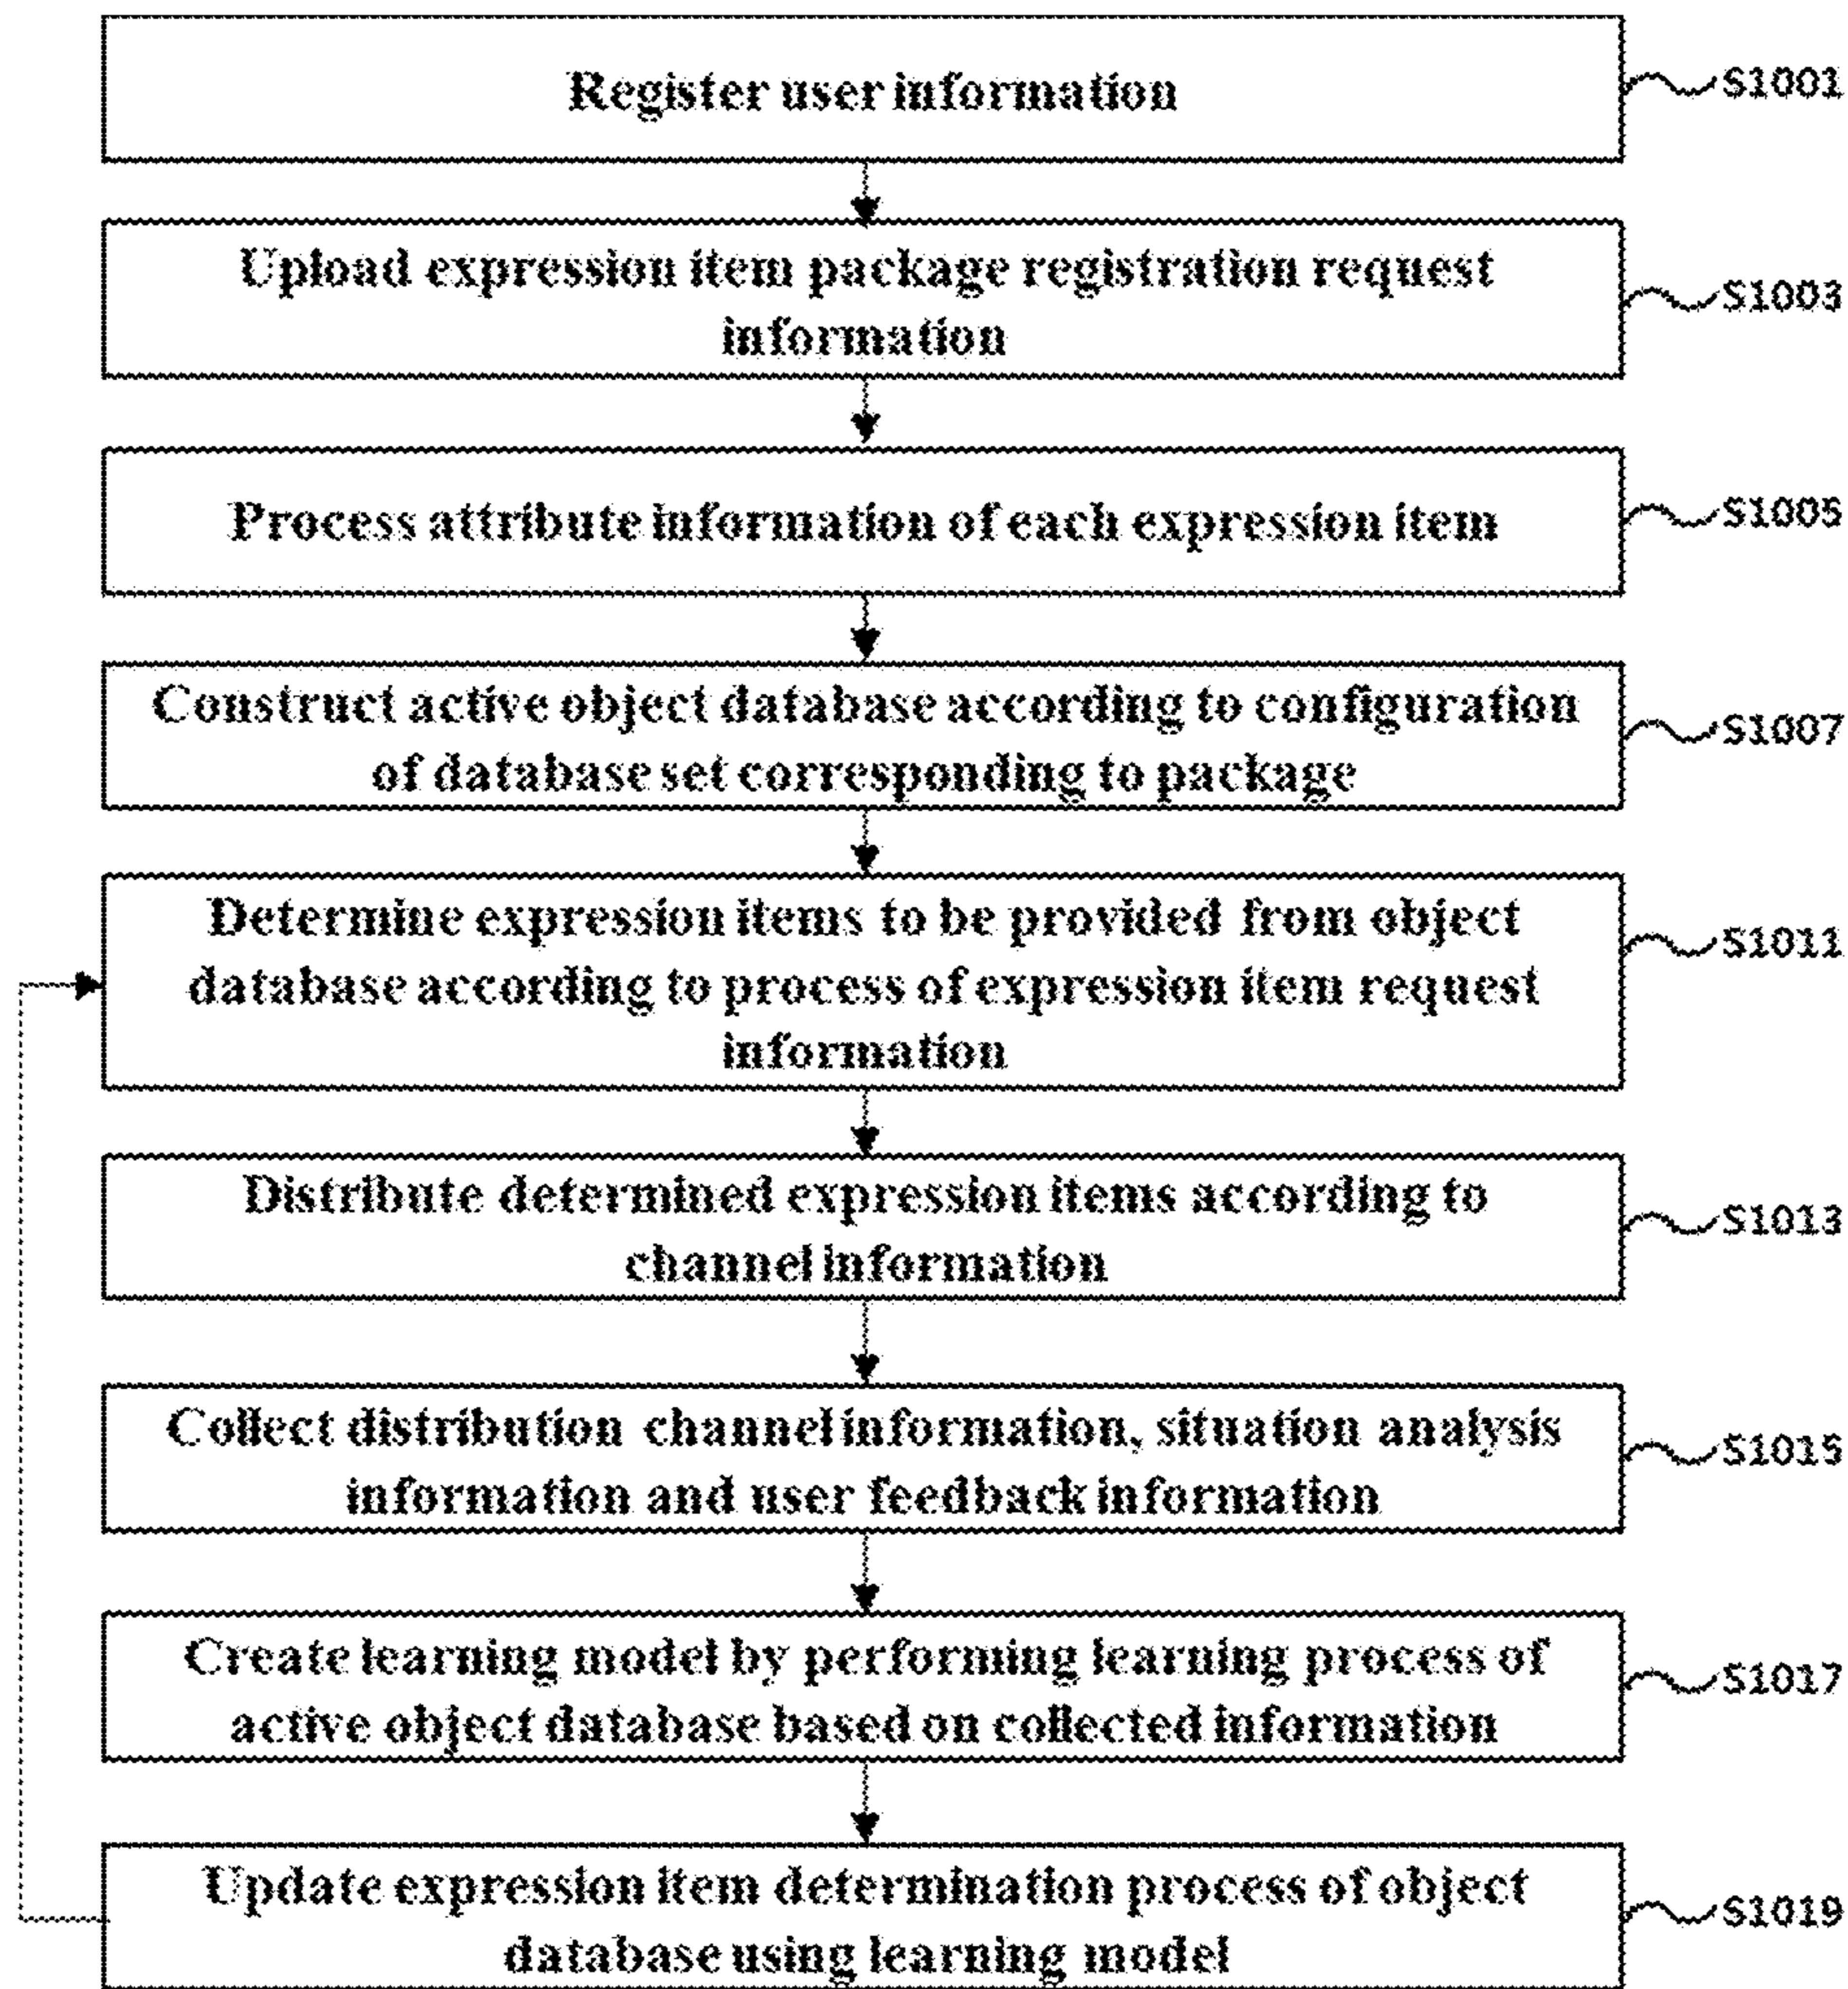 Register user information
S1001
Upload expression item package registration request
information
S1003
Process attribute information of each expression item
S1005
Construct active object database according to configuration
of database set corresponding to package
S1007
Determine expression items to be provided from object
database according to process of expression item request
information
S1011
Distribute determined expression items according to
channel information
S1013
Collect distribution channel information, situation analysis
information and user feedback information
S1015
Create learning model by performing learning process of
active object database based on collected information
S1017
Update expression item determination process of object
database using learning model
S1019